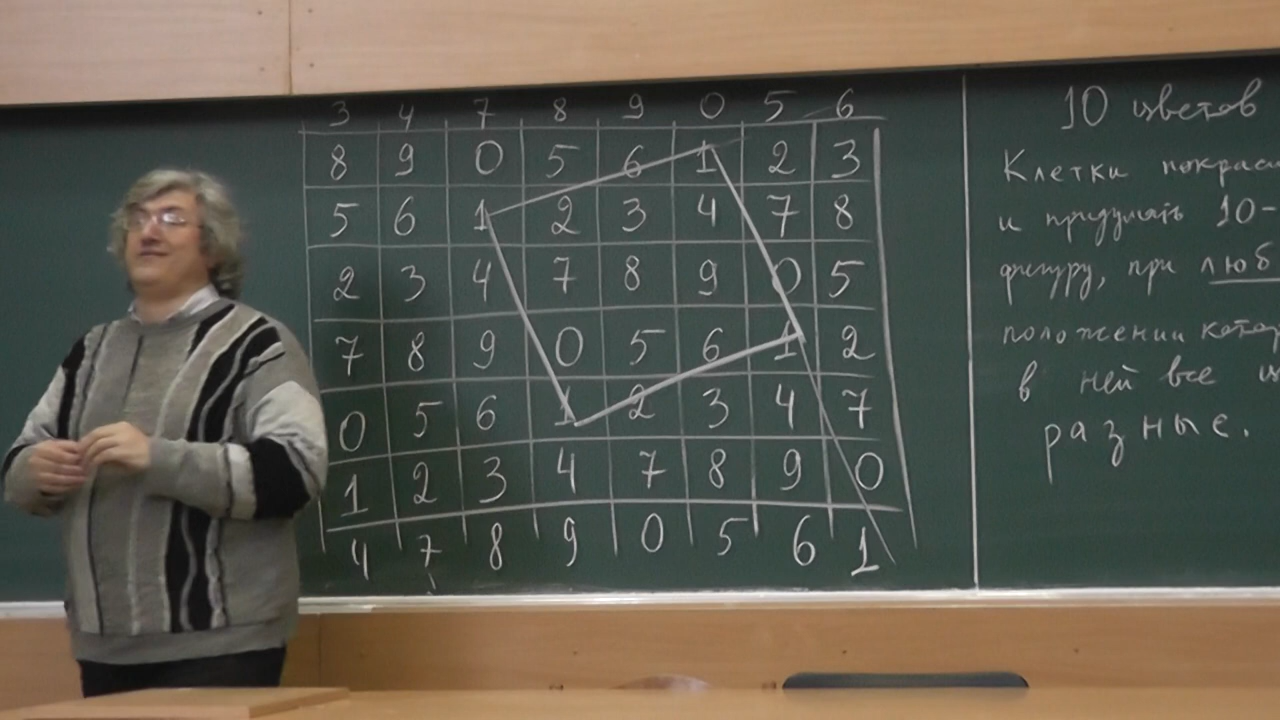 3 4 7 8 9 0 5 6
8 9 0 5 6 1 2 3
5 6 1 2 3 4 7 8
2 3 4 7 8 9 0 5
7 8 9 0 5 6 1 2
0 5 6 1 2 3 4 7
1 2 3 4 7 8 9 0
4 7 8 9 0 5 6 1
10 цветов
Клетки покрас
и придумать 10-
фигуру, при люб
положении котор
в ней все ц
разные.